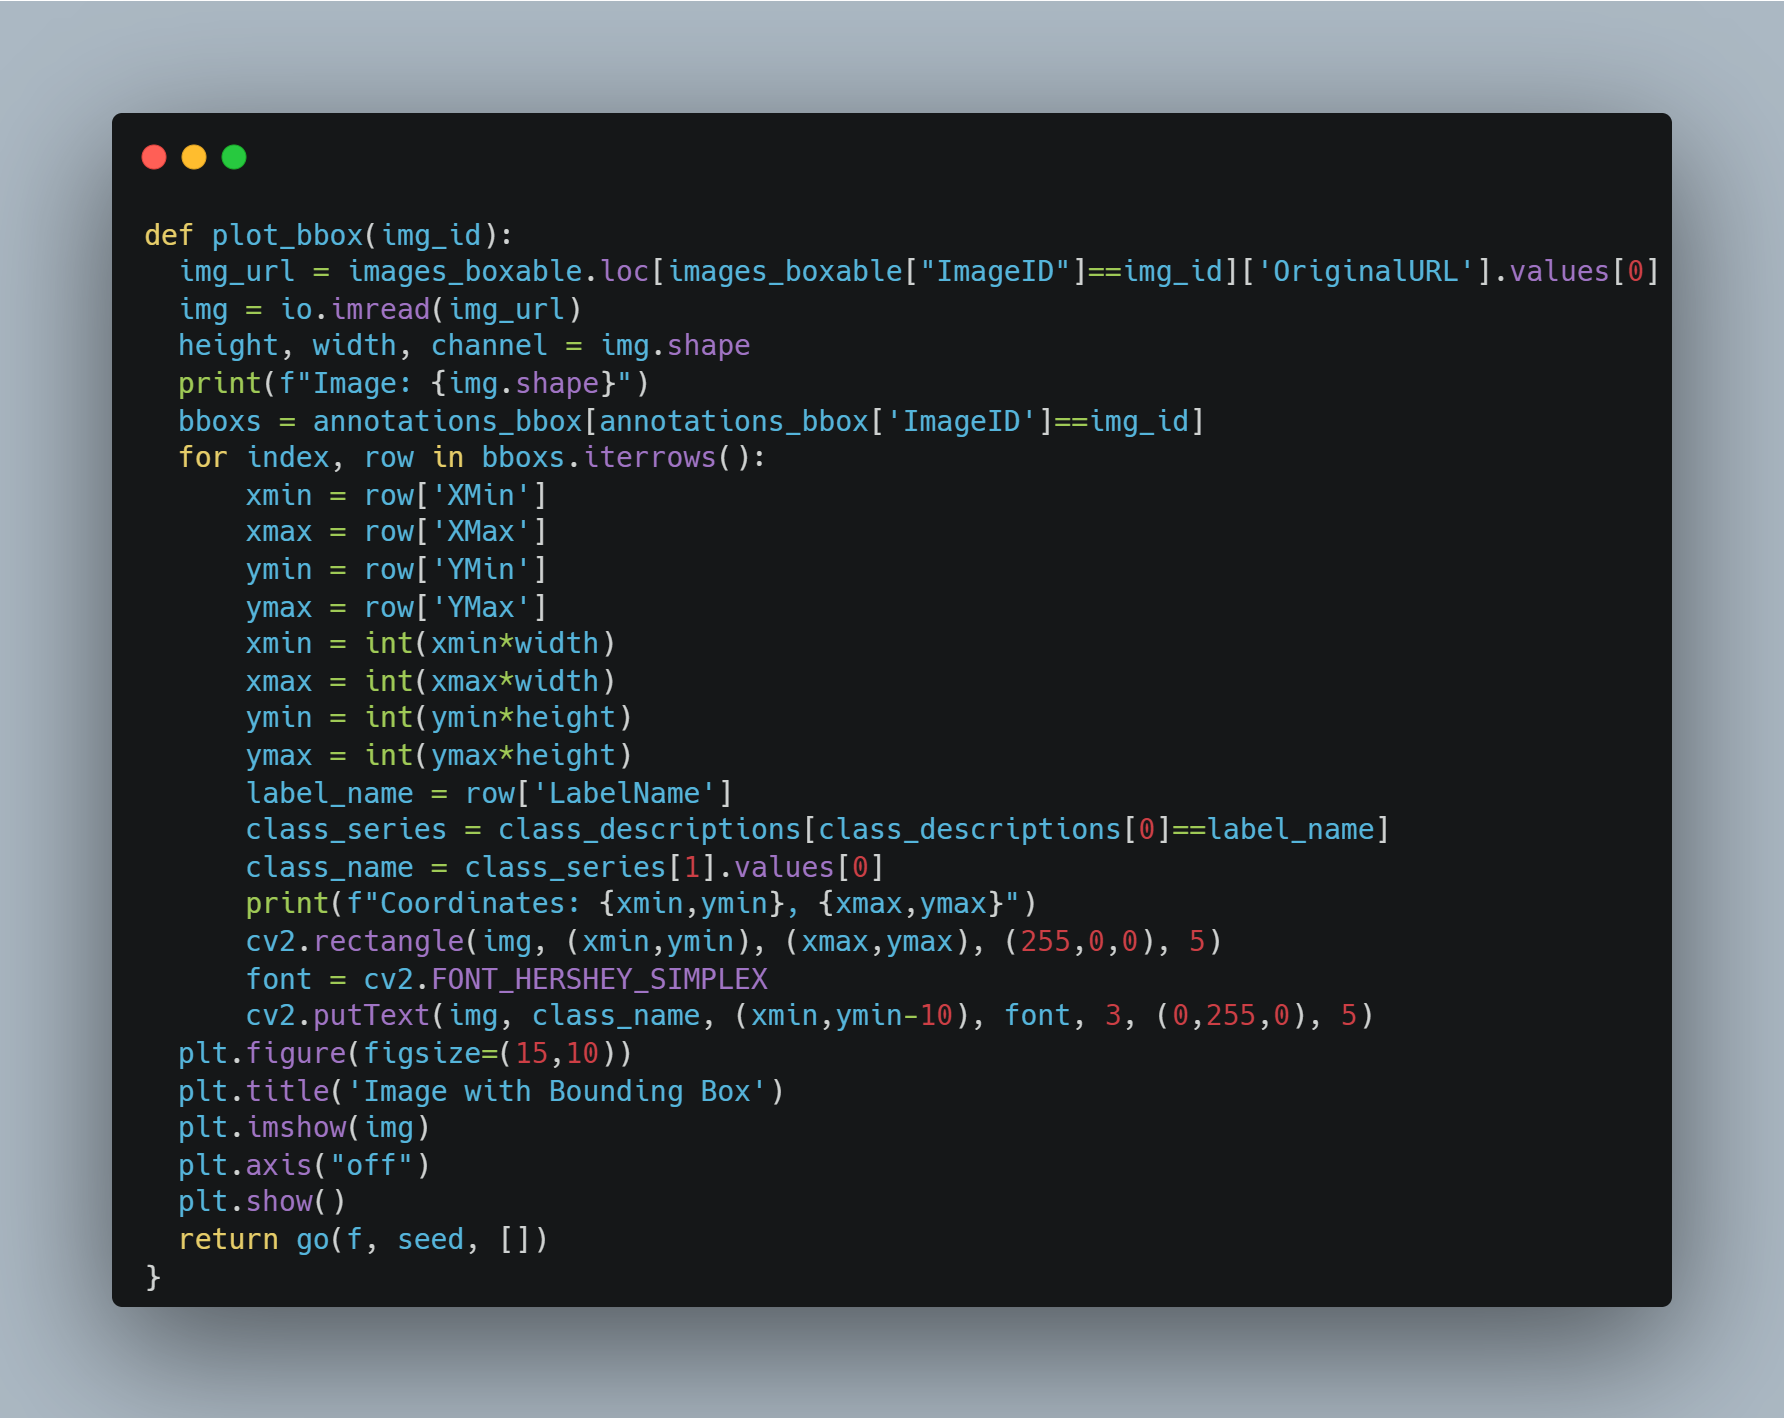 def plot_bbox(img_id):
  img_url = images_boxable.loc[images_boxable["ImageID"]==img_id]['OriginalURL'].values[0]
  img = io.imread(img_url)
  height, width, channel = img.shape
  print(f"Image: {img.shape}")
  bboxs = annotations_bbox[annotations_bbox['ImageID']==img_id]
  for index, row in bboxs.iterrows():
      xmin = row['XMin']
      xmax = row['XMax']
      ymin = row['YMin']
      ymax = row['YMax']
      xmin = int(xmin*width)
      xmax = int(xmax*width)
      ymin = int(ymin*height)
      ymax = int(ymax*height)
      label_name = row['LabelName']
      class_series = class_descriptions[class_descriptions[0]==label_name]
      class_name = class_series[1].values[0]
      print(f"Coordinates: {xmin,ymin}, {xmax,ymax}")
      cv2.rectangle(img, (xmin,ymin), (xmax,ymax), (255,0,0), 5)
      font = cv2.FONT_HERSHEY_SIMPLEX
      cv2.putText(img, class_name, (xmin,ymin-10), font, 3, (0,255,0), 5)
  plt.figure(figsize=(15,10))
  plt.title('Image with Bounding Box')
  plt.imshow(img)
  plt.axis("off")
  plt.show()
  return go(f, seed, [])
}